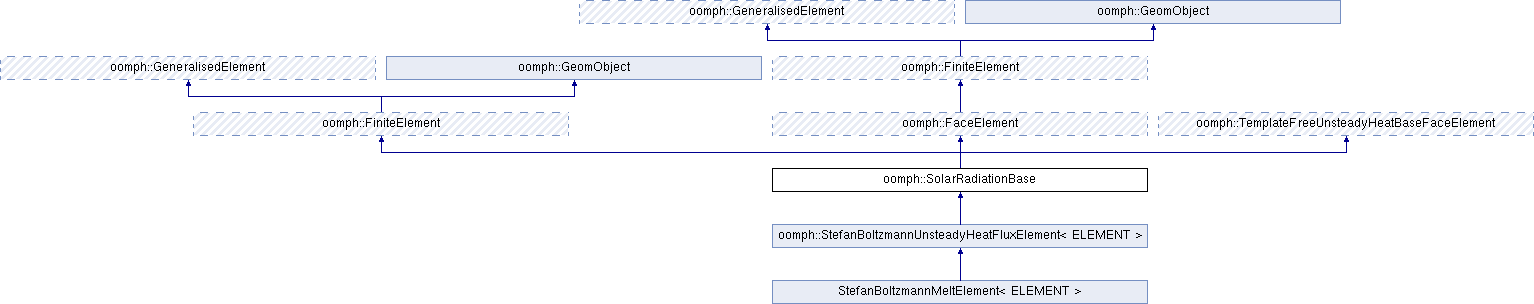 oomph::GeneralisedElement
oomph::GeomObject
oomph::GeneralisedElement
oomph::GeomObject
oomph::FiniteElement
oomph::FiniteElement
oomph::FaceElement
oomph::TemplateFreeUnsteadyHeatBaseFaceElement
oomph::SolarRadiationBase
oomph::StefanBoltzmannUnsteadyHeatFluxElement< ELEMENT >
StefanBoltzmannMeltElement< ELEMENT >